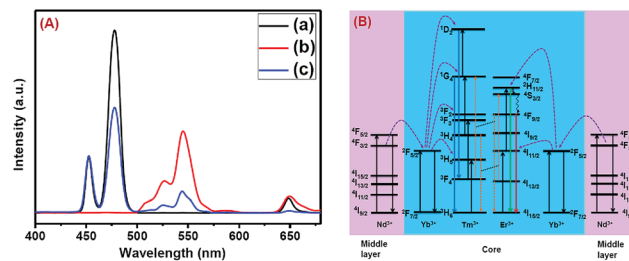 (A)
(a)
(b)
(c)
Intensity (a.u.)
400 450 500 550 600 650
Wavelength (nm)
(B)
¹D₂
¹G₄
³F₂
³F₃
³H₄
³H₅
³F₄
³H₆
⁴F₇/₂
²H₁₁/₂
⁴S₃/₂
⁴F₉/₂
⁴I₉/₂
⁴I₁₁/₂
⁴I₁₃/₂
⁴I₁₅/₂
⁴F₅/₂
⁴F₃/₂
⁴I₁₅/₂
⁴I₁₃/₂
⁴I₁₁/₂
⁴I₉/₂
²F₅/₂
²F₇/₂
²F₅/₂
²F₇/₂
⁴F
⁴F
Nd³⁺ Yb³⁺ Tm³⁺ Er³⁺ Yb³⁺ Nd³⁺
Middle layer
Core
Middle layer